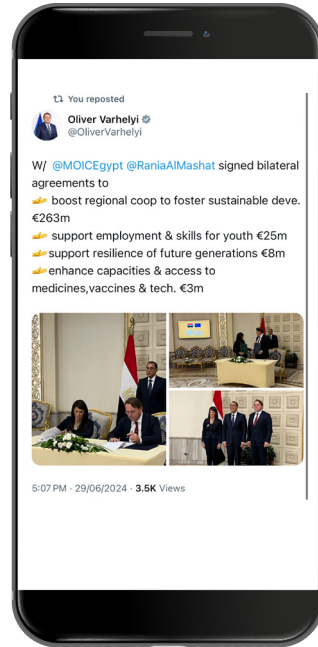 You reposted
Oliver Varhelyi
@OliverVarhelyi
W/ @MOICEgypt @RaniaAlMashat signed bilateral
agreements to
👉 boost regional coop to foster sustainable deve.
€263m
👉 support employment & skills for youth €25m
👉support resilience of future generations €8m
👉enhance capacities & access to
medicines,vaccines & tech. €3m
5:07 PM · 29/06/2024 · 3.5K Views